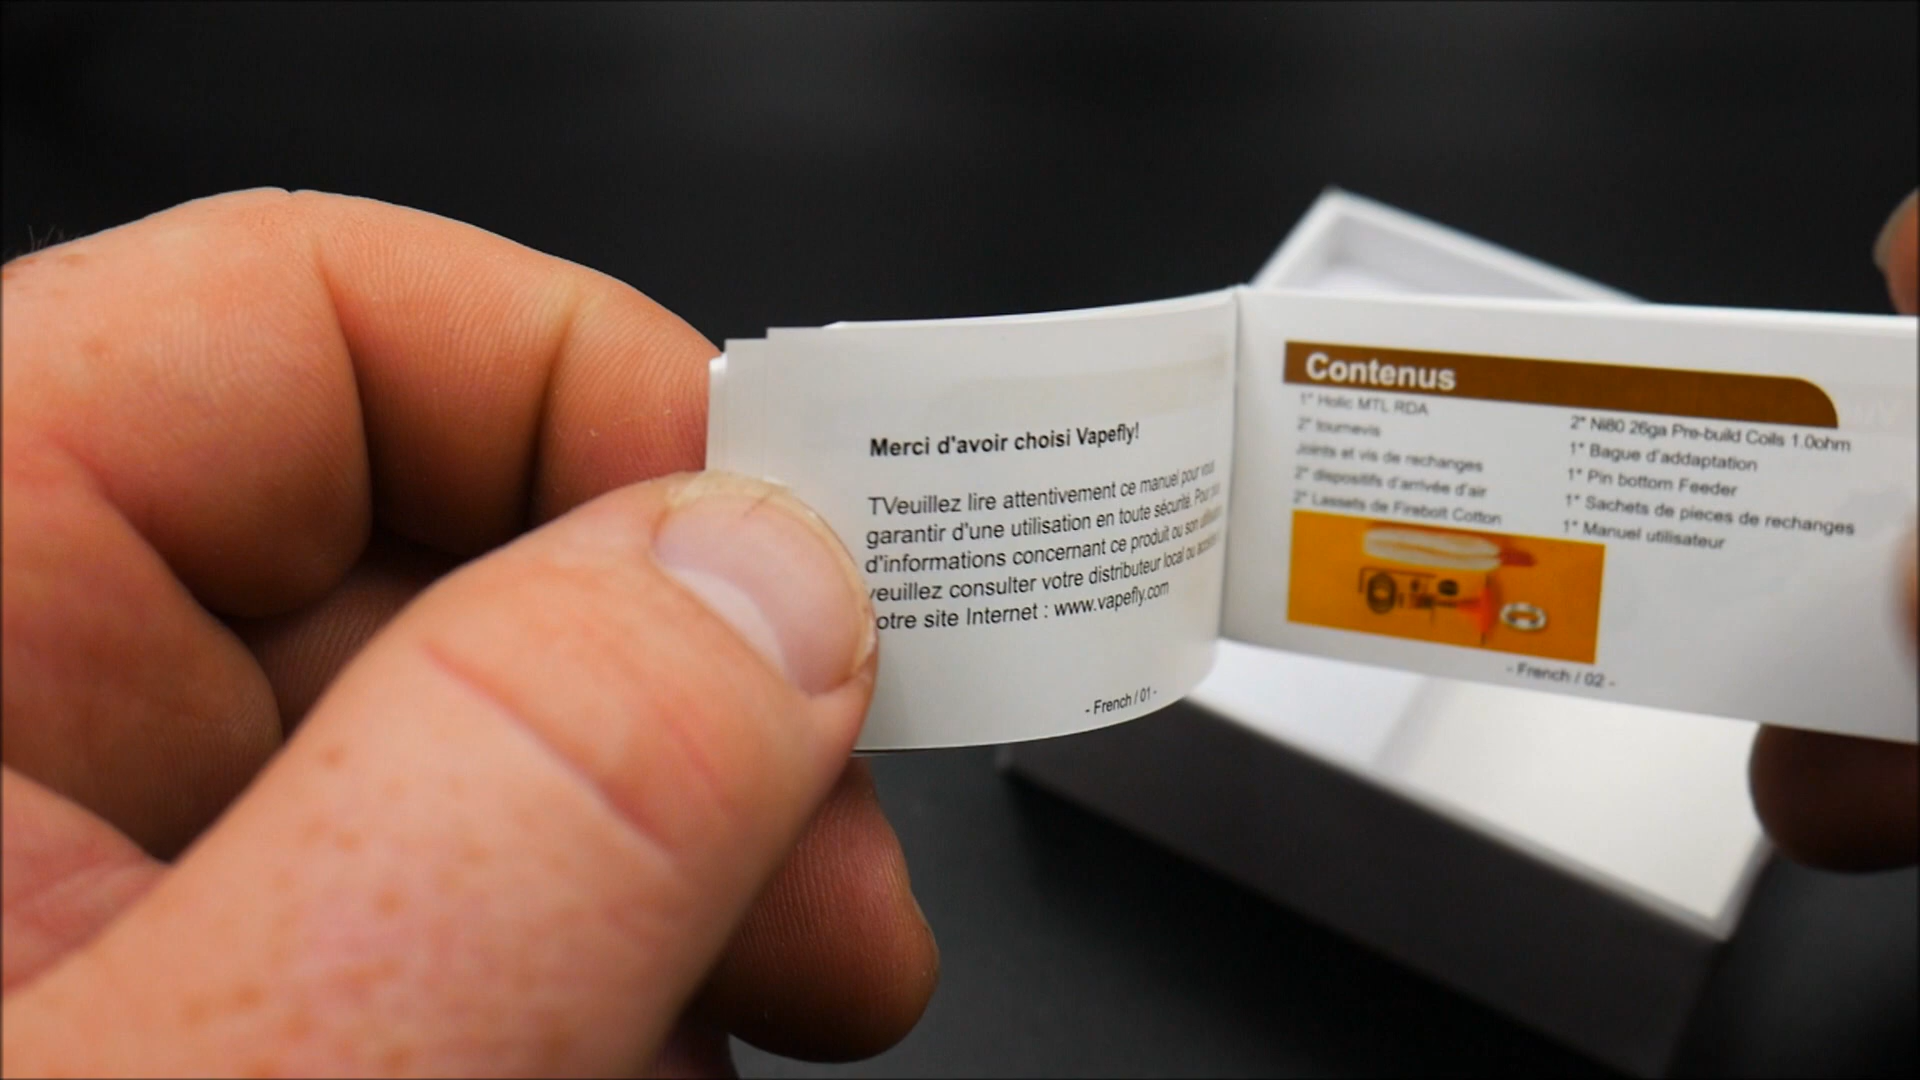 Merci d'avoir choisi Vapefly!
TVeuillez lire attentivement ce manuel pour vous
garantir d'une utilisation en toute sécurité. Pour
d'informations concernant ce produit ou son
veuillez consulter votre distributeur local ou
otre site Internet : www.vapefly.com
- French / 01 -
Contenus
1* Holic MTL RDA
2* tournevis
Joints et vis de rechanges
2* dispositifs d'arrivée d'air
2* Lassets de Firebolt Cotton
2* Ni80 26ga Pre-build Coils 1.0ohm
1* Bague d'addaptation
1* Pin bottom Feeder
1* Sachets de pieces de rechanges
1* Manuel utilisateur
- French / 02 -